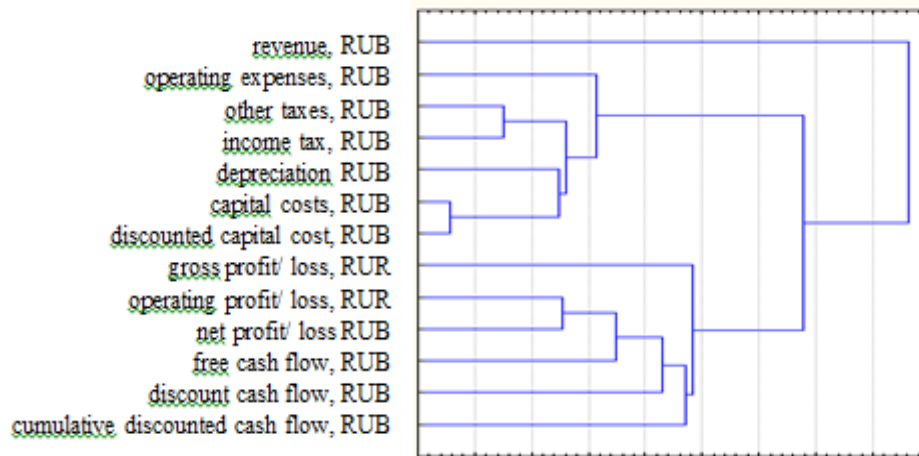 revenue, RUB
operating expenses, RUB
other taxes, RUB
income tax, RUB
depreciation RUB
capital costs, RUB
discounted capital cost, RUB
gross profit/ loss, RUR
operating profit/ loss, RUR
net profit/ loss RUB
free cash flow, RUB
discount cash flow, RUB
cumulative discounted cash flow, RUB